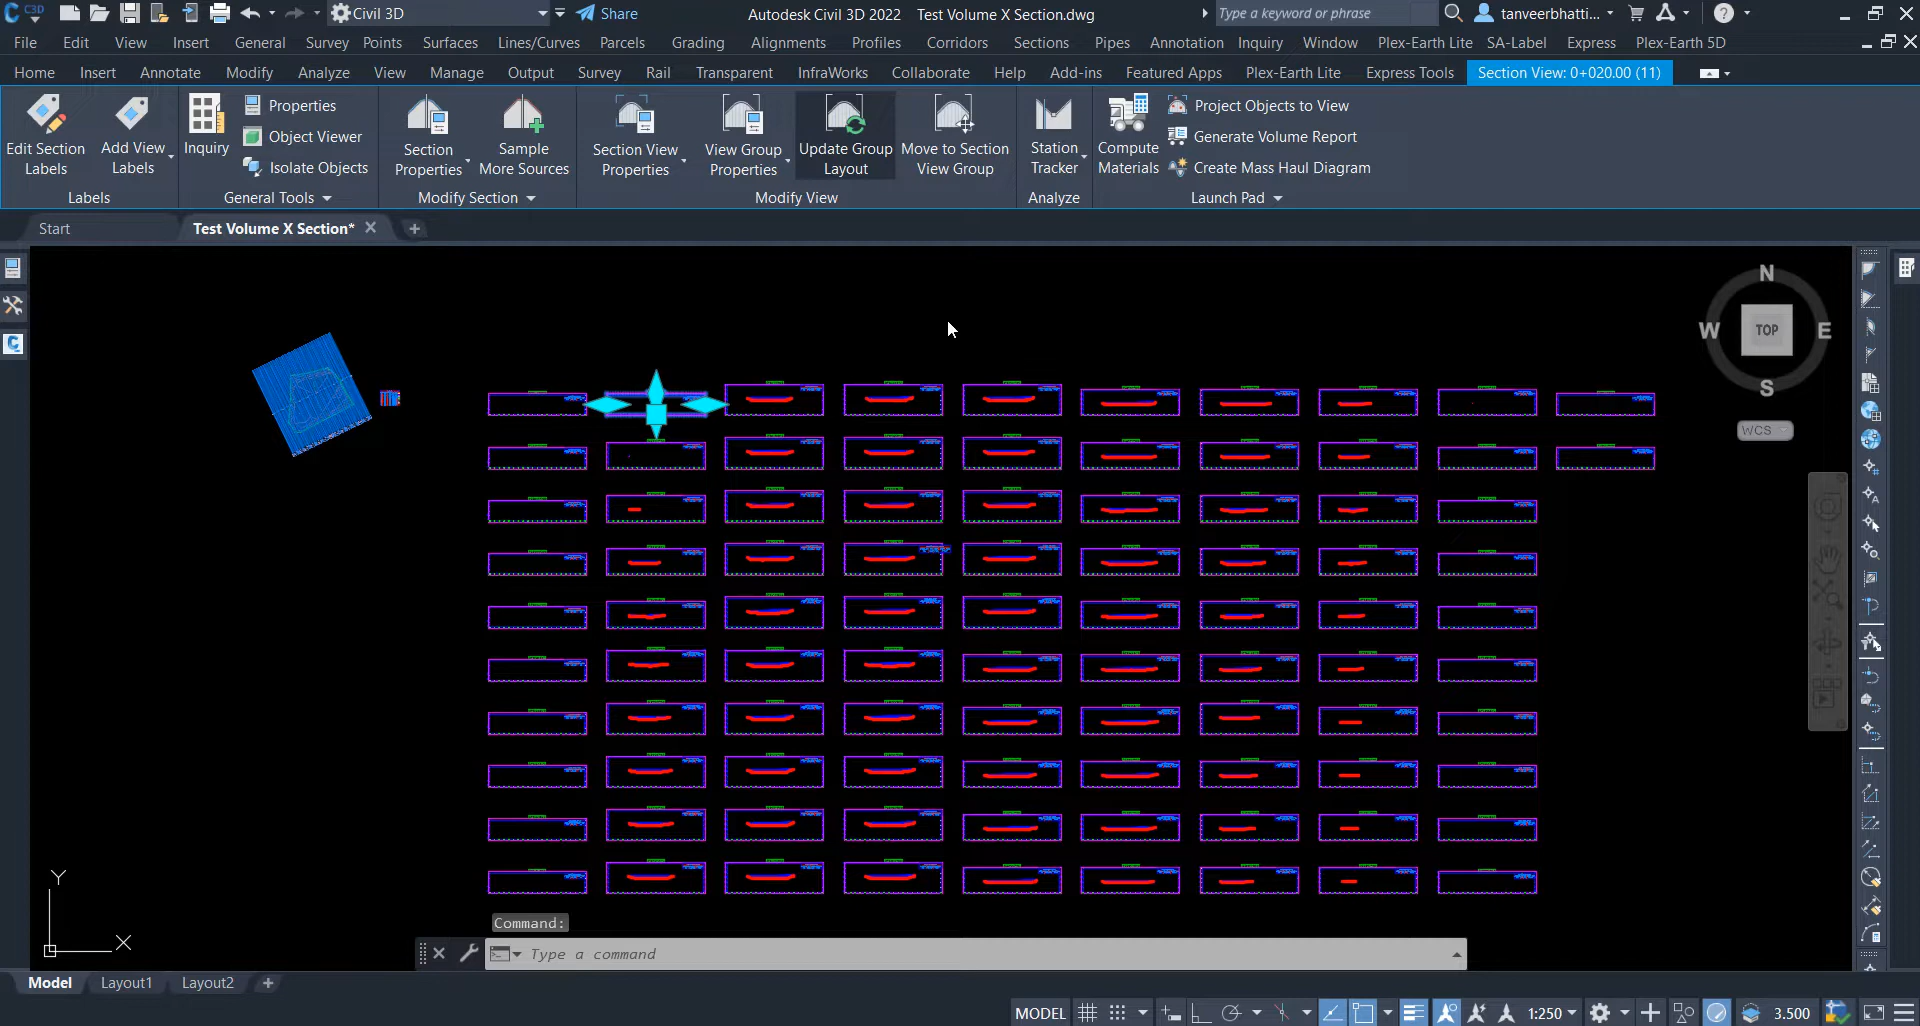 C3D Civil 3D Share Autodesk Civil 3D 2022 Test Volume X Section.dwg Type a keyword or phrase tanveerbhatti...
File Edit View Insert General Survey Points Surfaces Lines/Curves Parcels Grading Alignments Profiles Corridors Sections Pipes Annotation Inquiry Window Plex-Earth Lite SA-Label Express Plex-Earth 5D
Home Insert Annotate Modify Analyze View Manage Output Survey Rail Transparent InfraWorks Collaborate Help Add-ins Featured Apps Plex-Earth Lite Express Tools Section View: 0+020.00 (11)
Properties Project Objects to View
Edit Section Labels
Add View Labels
Inquiry
Object Viewer
Isolate Objects
Section Properties
Sample More Sources
Section View Properties
View Group Properties
Update Group Layout
Move to Section View Group
Station Tracker
Compute Materials
Generate Volume Report
Create Mass Haul Diagram
Labels General Tools Modify Section Modify View Analyze Launch Pad
Start Test Volume X Section*
N
W TOP E
S
WCS
Y
X
Command:
Type a command
Model Layout1 Layout2
MODEL 1:250 3.500